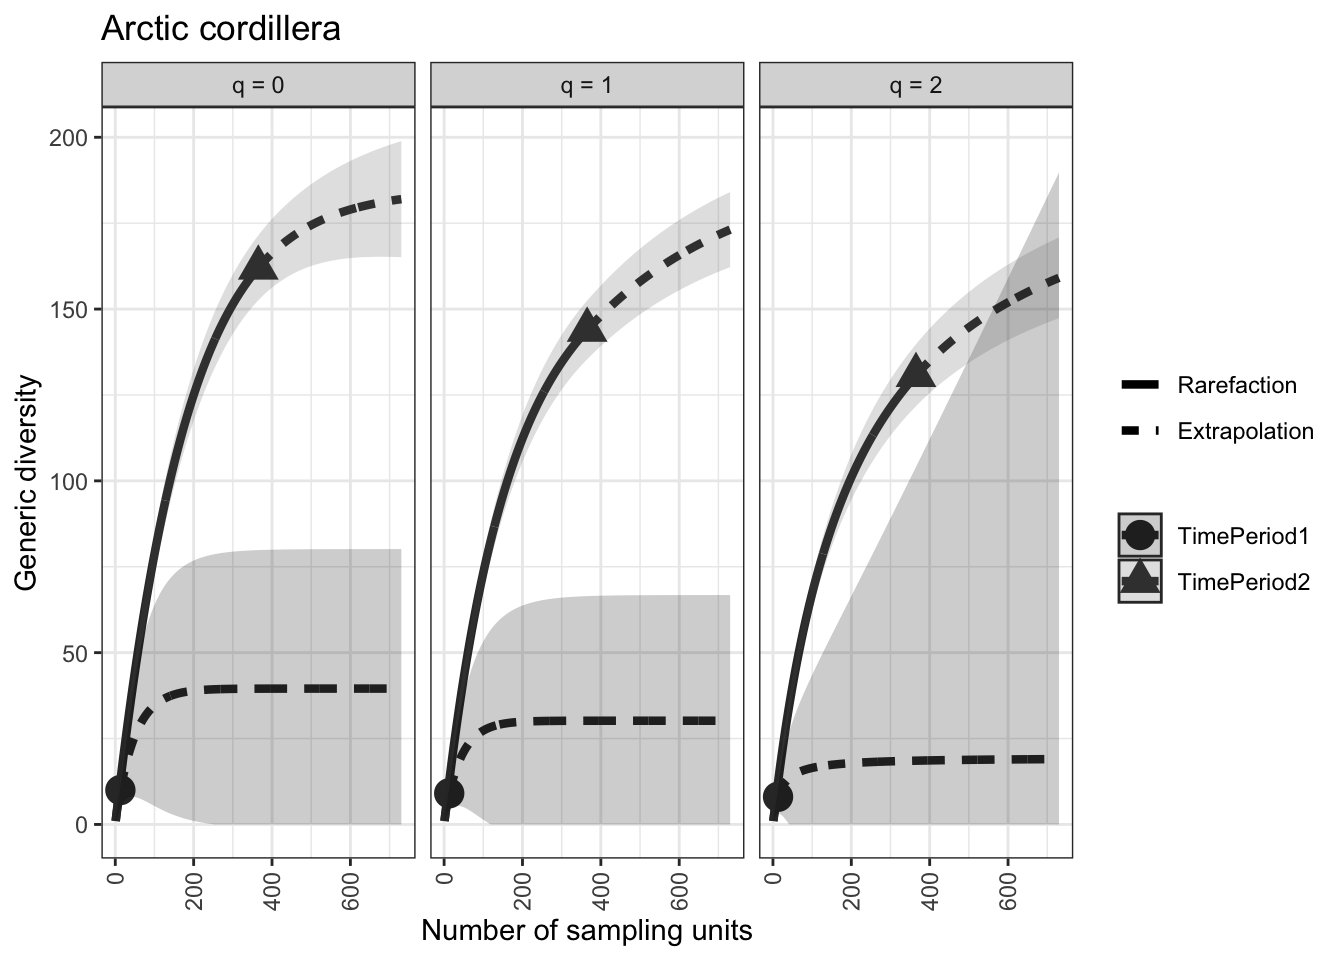 Arctic cordillera
q = 0
q = 1
q = 2
200
150
100
50
0
Generic diversity
0
200
400
600
0
200
400
600
0
200
400
600
Number of sampling units
Rarefaction
Extrapolation
TimePeriod1
TimePeriod2